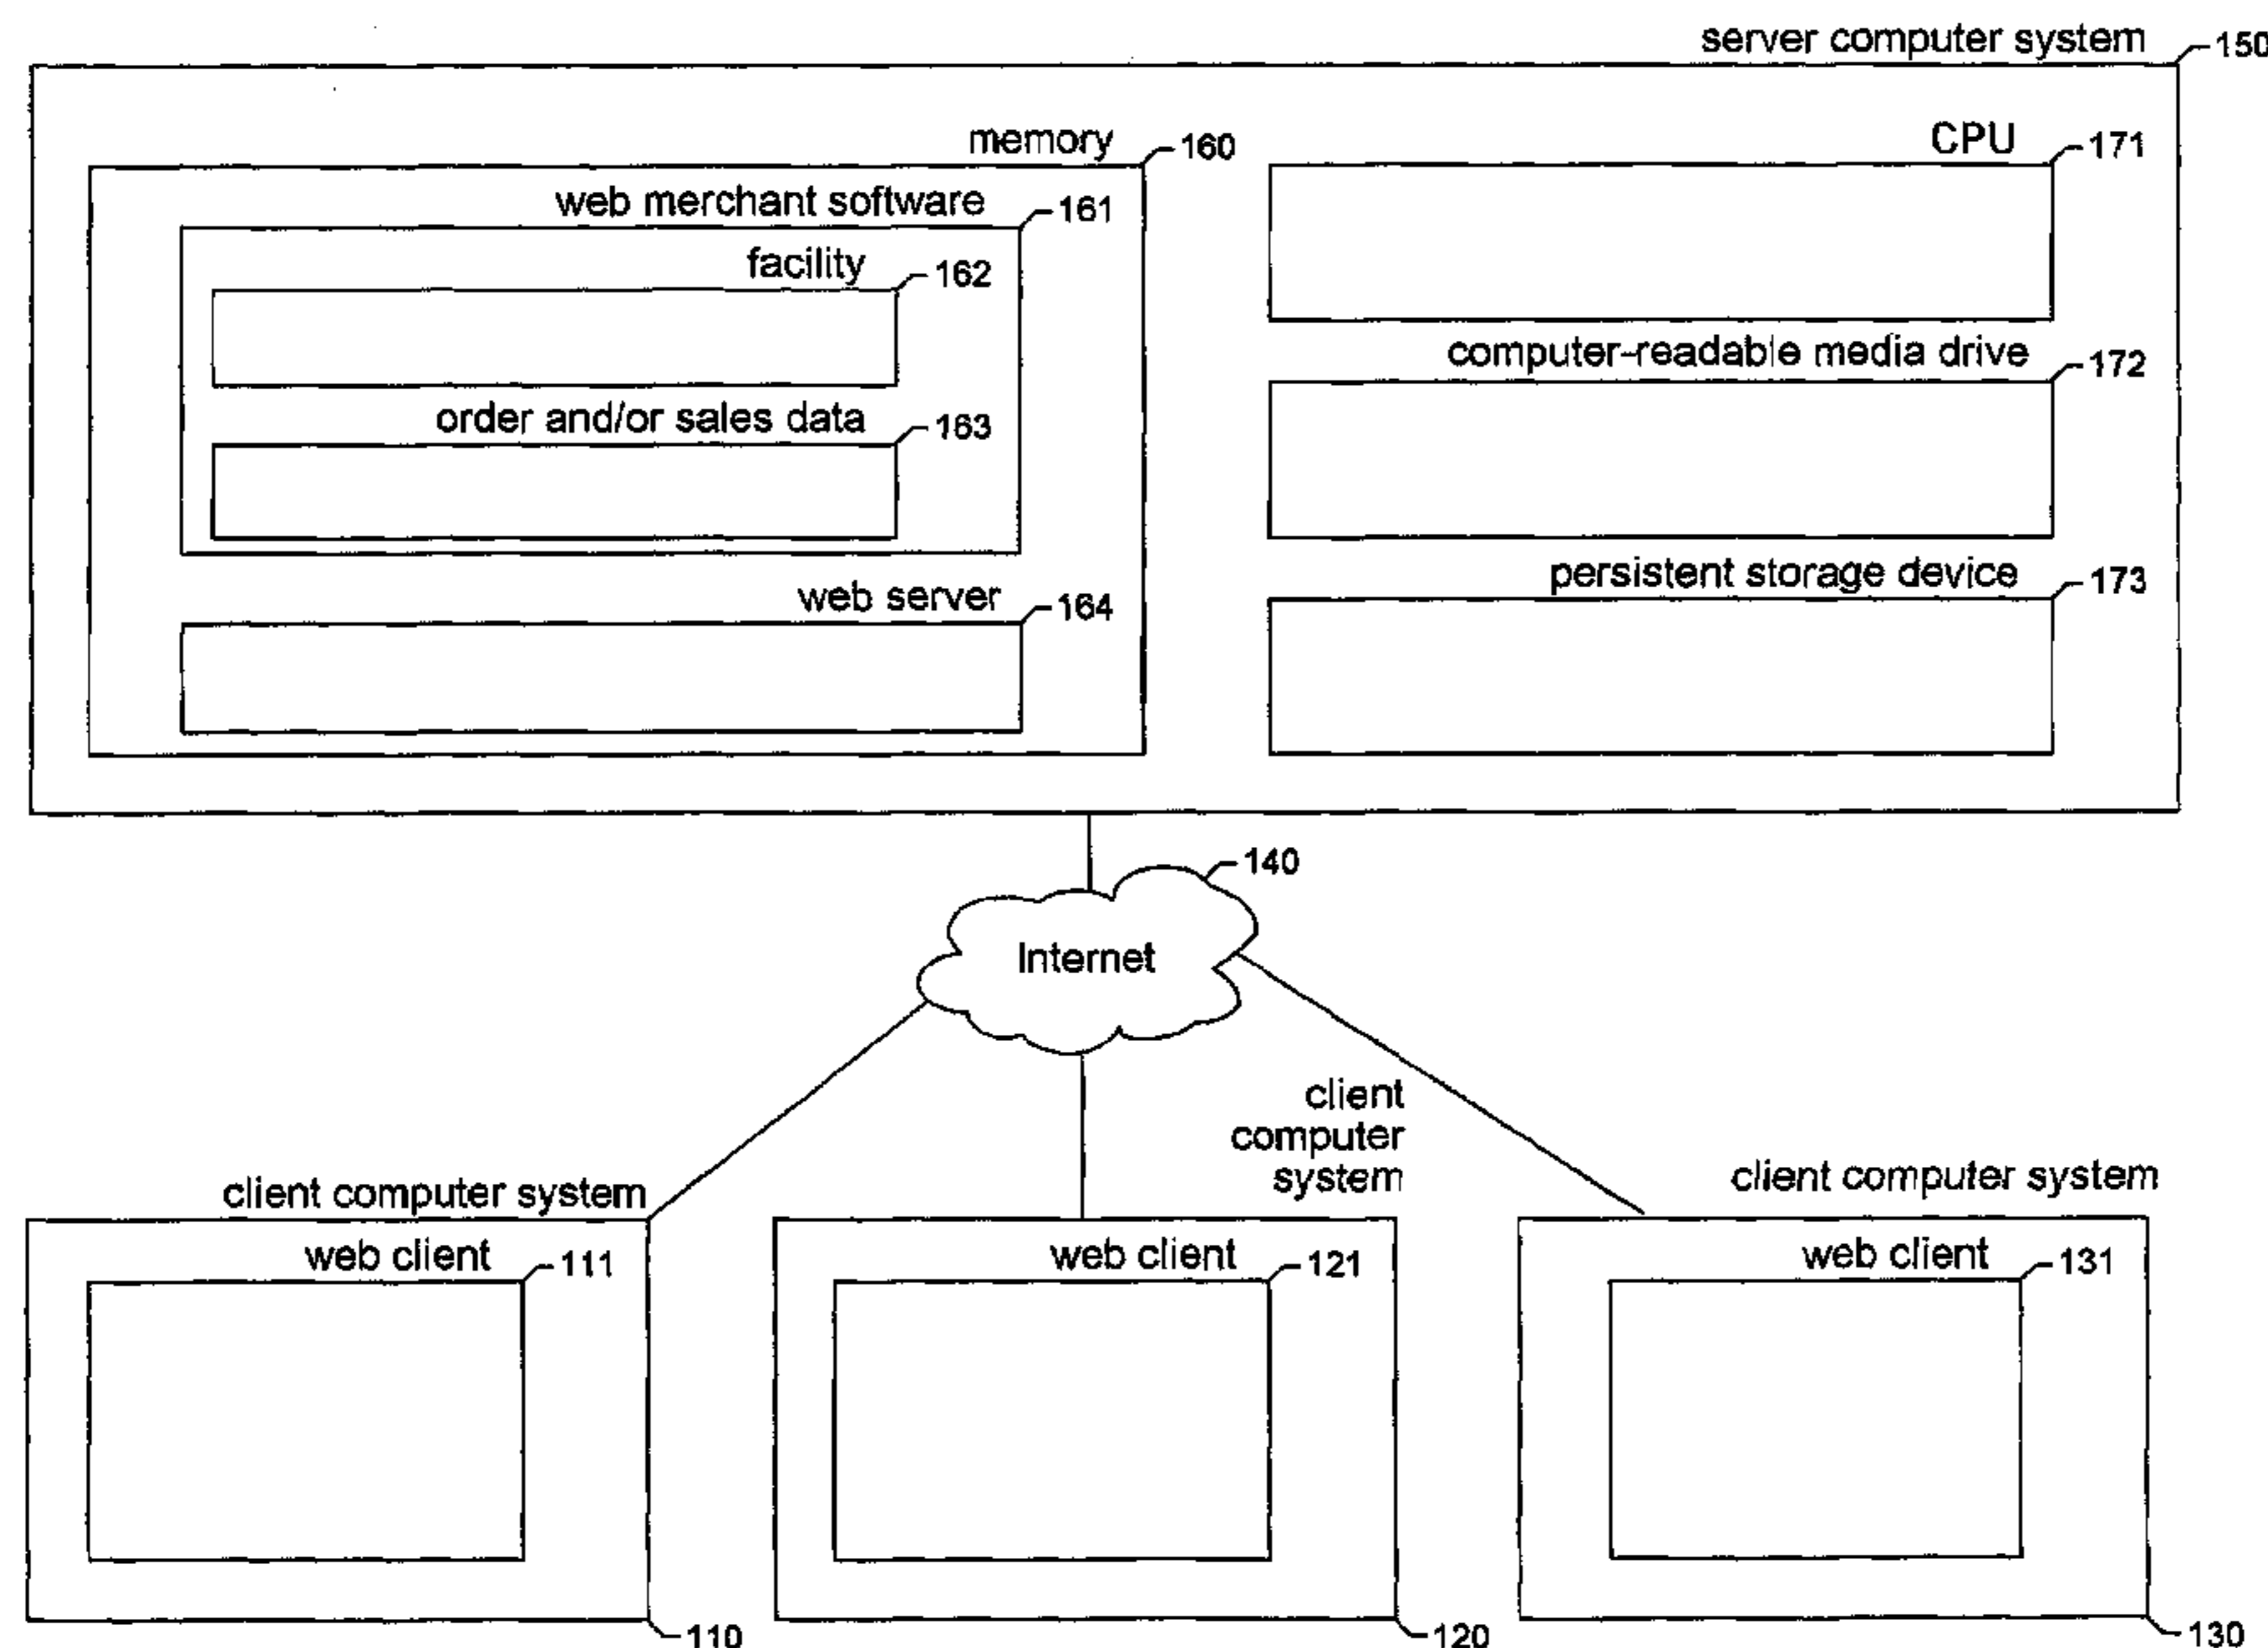 server computer system 150
memory 160
CPU 171
web merchant software 161
facility 162
computer-readable media drive 172
order and/or sales data 163
persistent storage device 173
web server 164
140
Internet
client
computer
system
client computer system
client computer system
web client 111
web client 121
web client 131
110
120
130